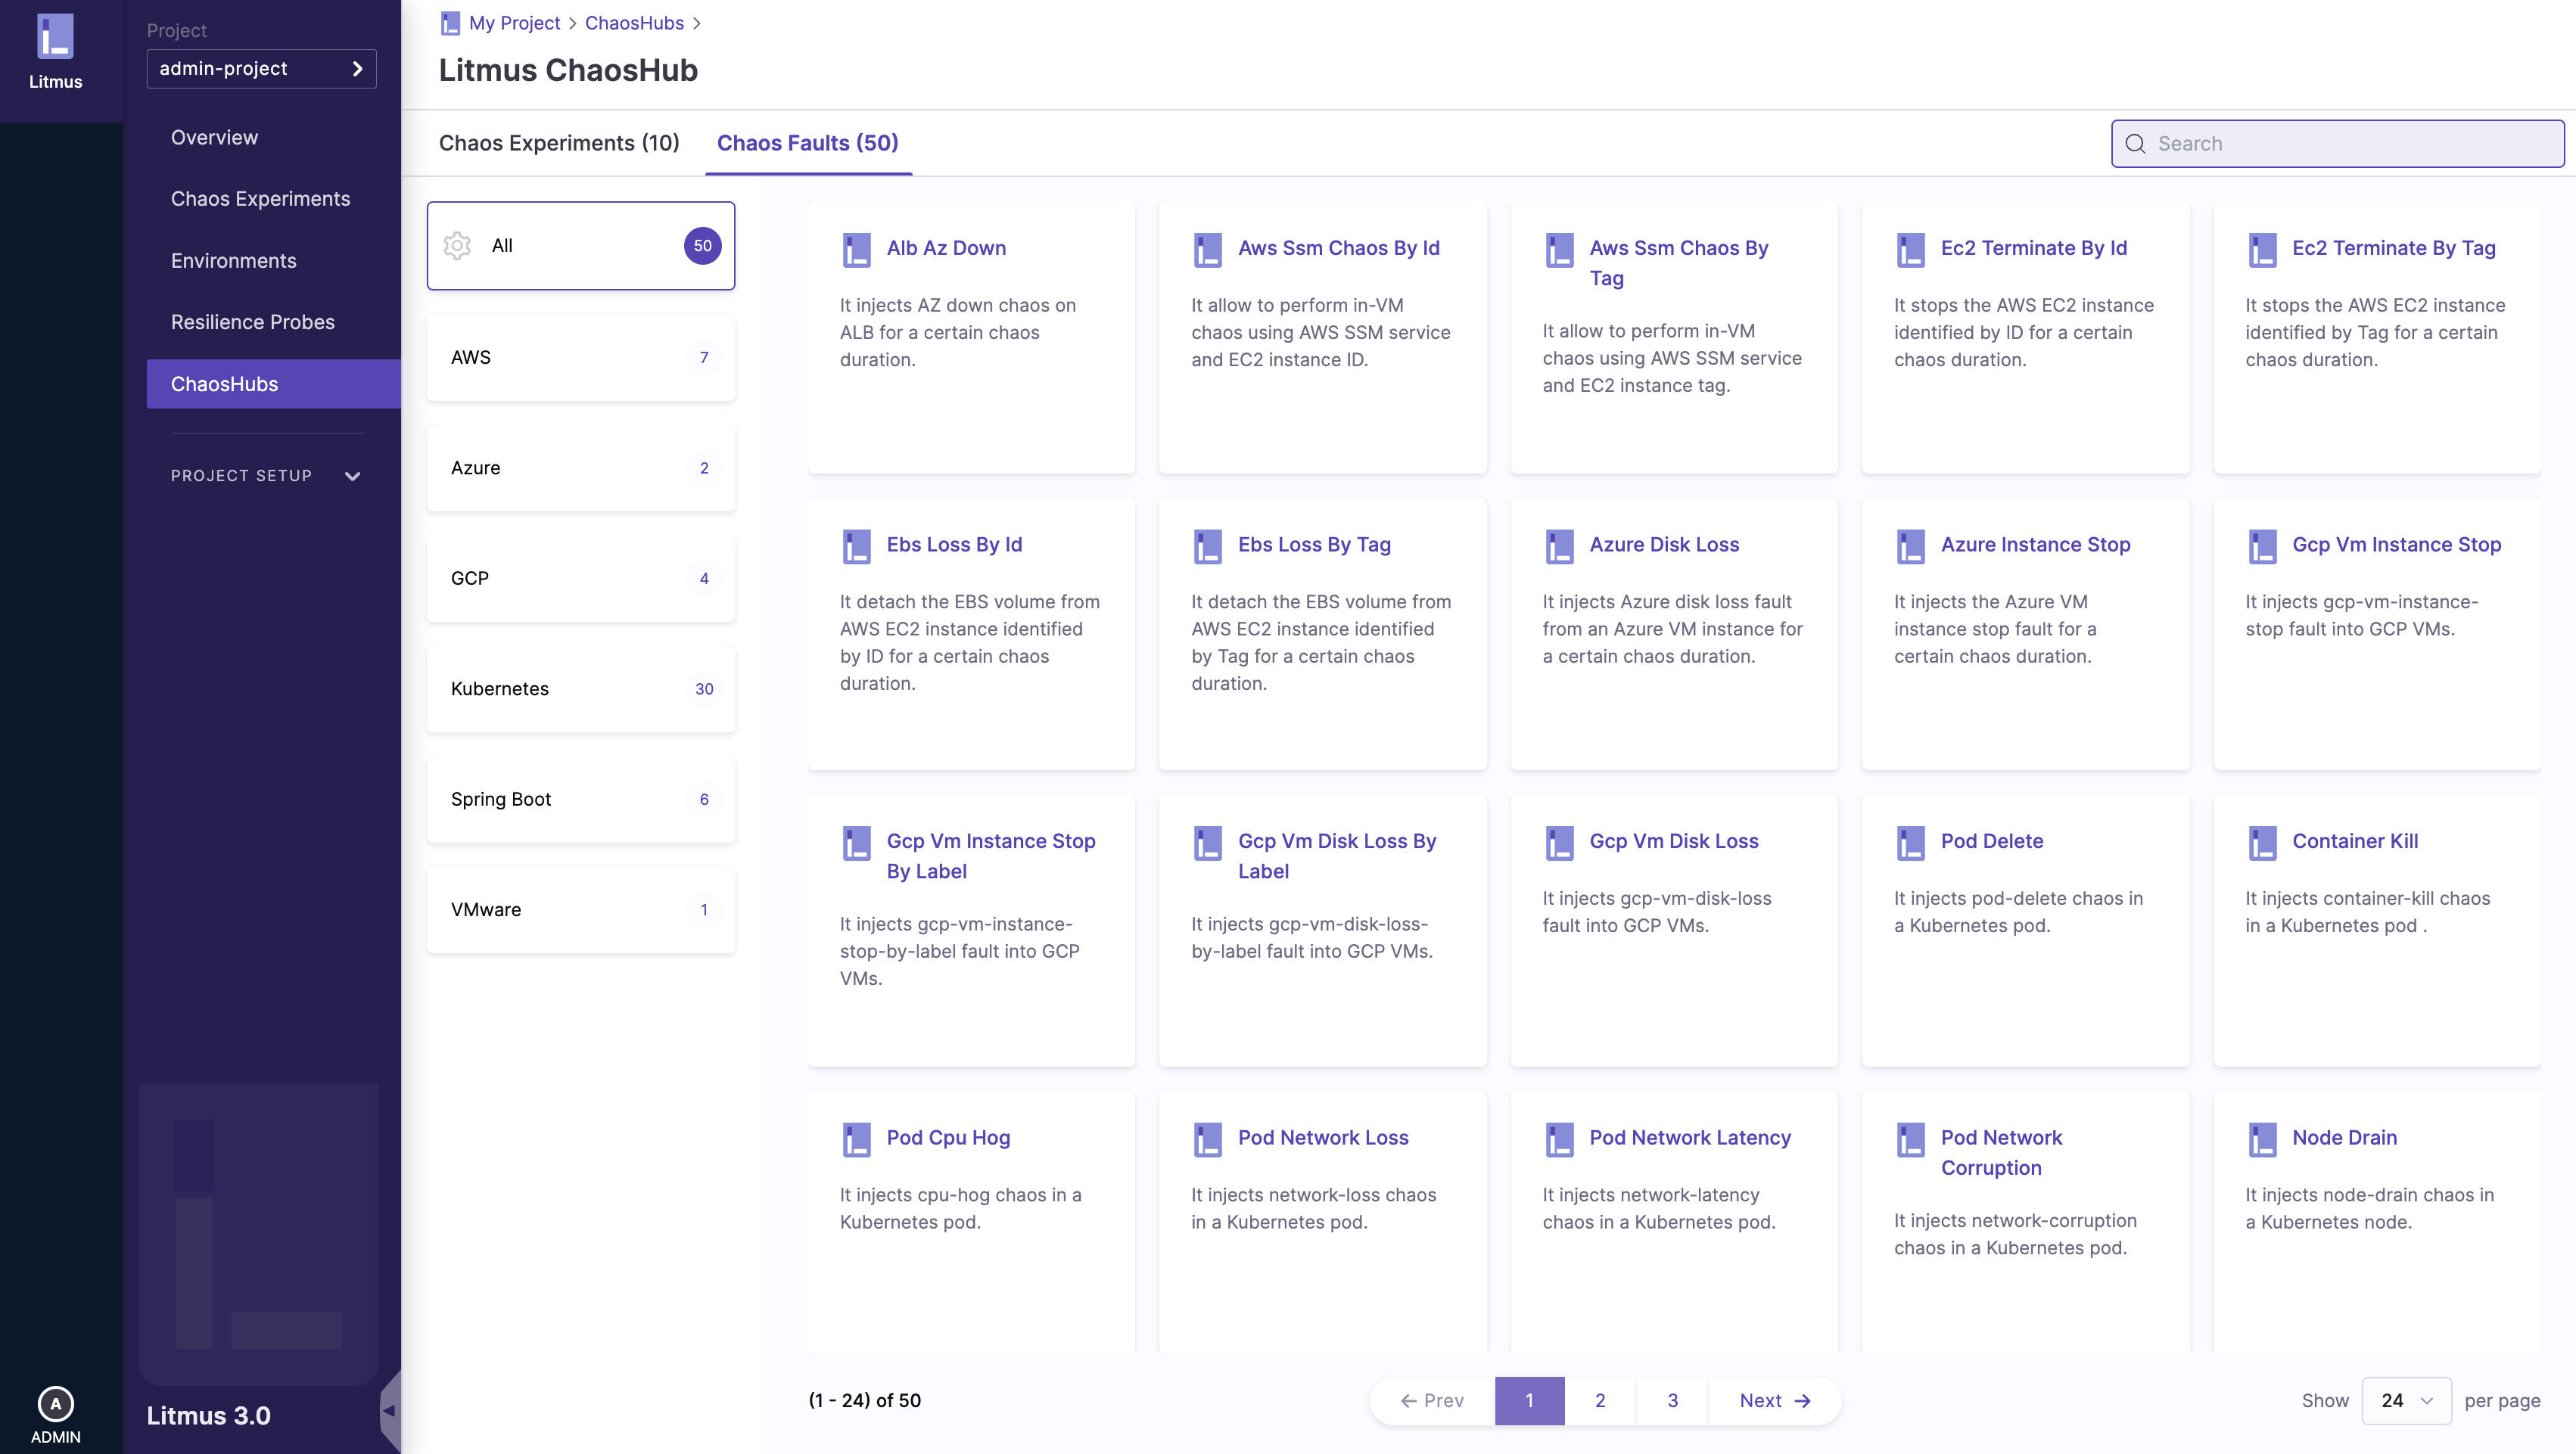 Litmus
ADMIN
Project
admin-project
Overview
Chaos Experiments
Environments
Resilience Probes
ChaosHubs
PROJECT SETUP
Litmus 3.0
My Project > ChaosHubs >
Litmus ChaosHub
Chaos Experiments (10)
Chaos Faults (50)
Search
All 50
AWS 7
Azure 2
GCP 4
Kubernetes 30
Spring Boot 6
VMware 1
Alb Az Down
It injects AZ down chaos on
ALB for a certain chaos
duration.
Aws Ssm Chaos By Id
It allow to perform in-VM
chaos using AWS SSM service
and EC2 instance ID.
Aws Ssm Chaos By
Tag
It allow to perform in-VM
chaos using AWS SSM service
and EC2 instance tag.
Ec2 Terminate By Id
It stops the AWS EC2 instance
identified by ID for a certain
chaos duration.
Ec2 Terminate By Tag
It stops the AWS EC2 instance
identified by Tag for a certain
chaos duration.
Ebs Loss By Id
It detach the EBS volume from
AWS EC2 instance identified
by ID for a certain chaos
duration.
Ebs Loss By Tag
It detach the EBS volume from
AWS EC2 instance identified
by Tag for a certain chaos
duration.
Azure Disk Loss
It injects Azure disk loss fault
from an Azure VM instance for
a certain chaos duration.
Azure Instance Stop
It injects the Azure VM
instance stop fault for a
certain chaos duration.
Gcp Vm Instance Stop
It injects gcp-vm-instance-
stop fault into GCP VMs.
Gcp Vm Instance Stop
By Label
It injects gcp-vm-instance-
stop-by-label fault into GCP
VMs.
Gcp Vm Disk Loss By
Label
It injects gcp-vm-disk-loss-
by-label fault into GCP VMs.
Gcp Vm Disk Loss
It injects gcp-vm-disk-loss
fault into GCP VMs.
Pod Delete
It injects pod-delete chaos in
a Kubernetes pod.
Container Kill
It injects container-kill chaos
in a Kubernetes pod .
Pod Cpu Hog
It injects cpu-hog chaos in a
Kubernetes pod.
Pod Network Loss
It injects network-loss chaos
in a Kubernetes pod.
Pod Network Latency
It injects network-latency
chaos in a Kubernetes pod.
Pod Network
Corruption
It injects network-corruption
chaos in a Kubernetes pod.
Node Drain
It injects node-drain chaos in
a Kubernetes node.
(1 - 24) of 50
← Prev 1 2 3 Next →
Show 24 per page
A